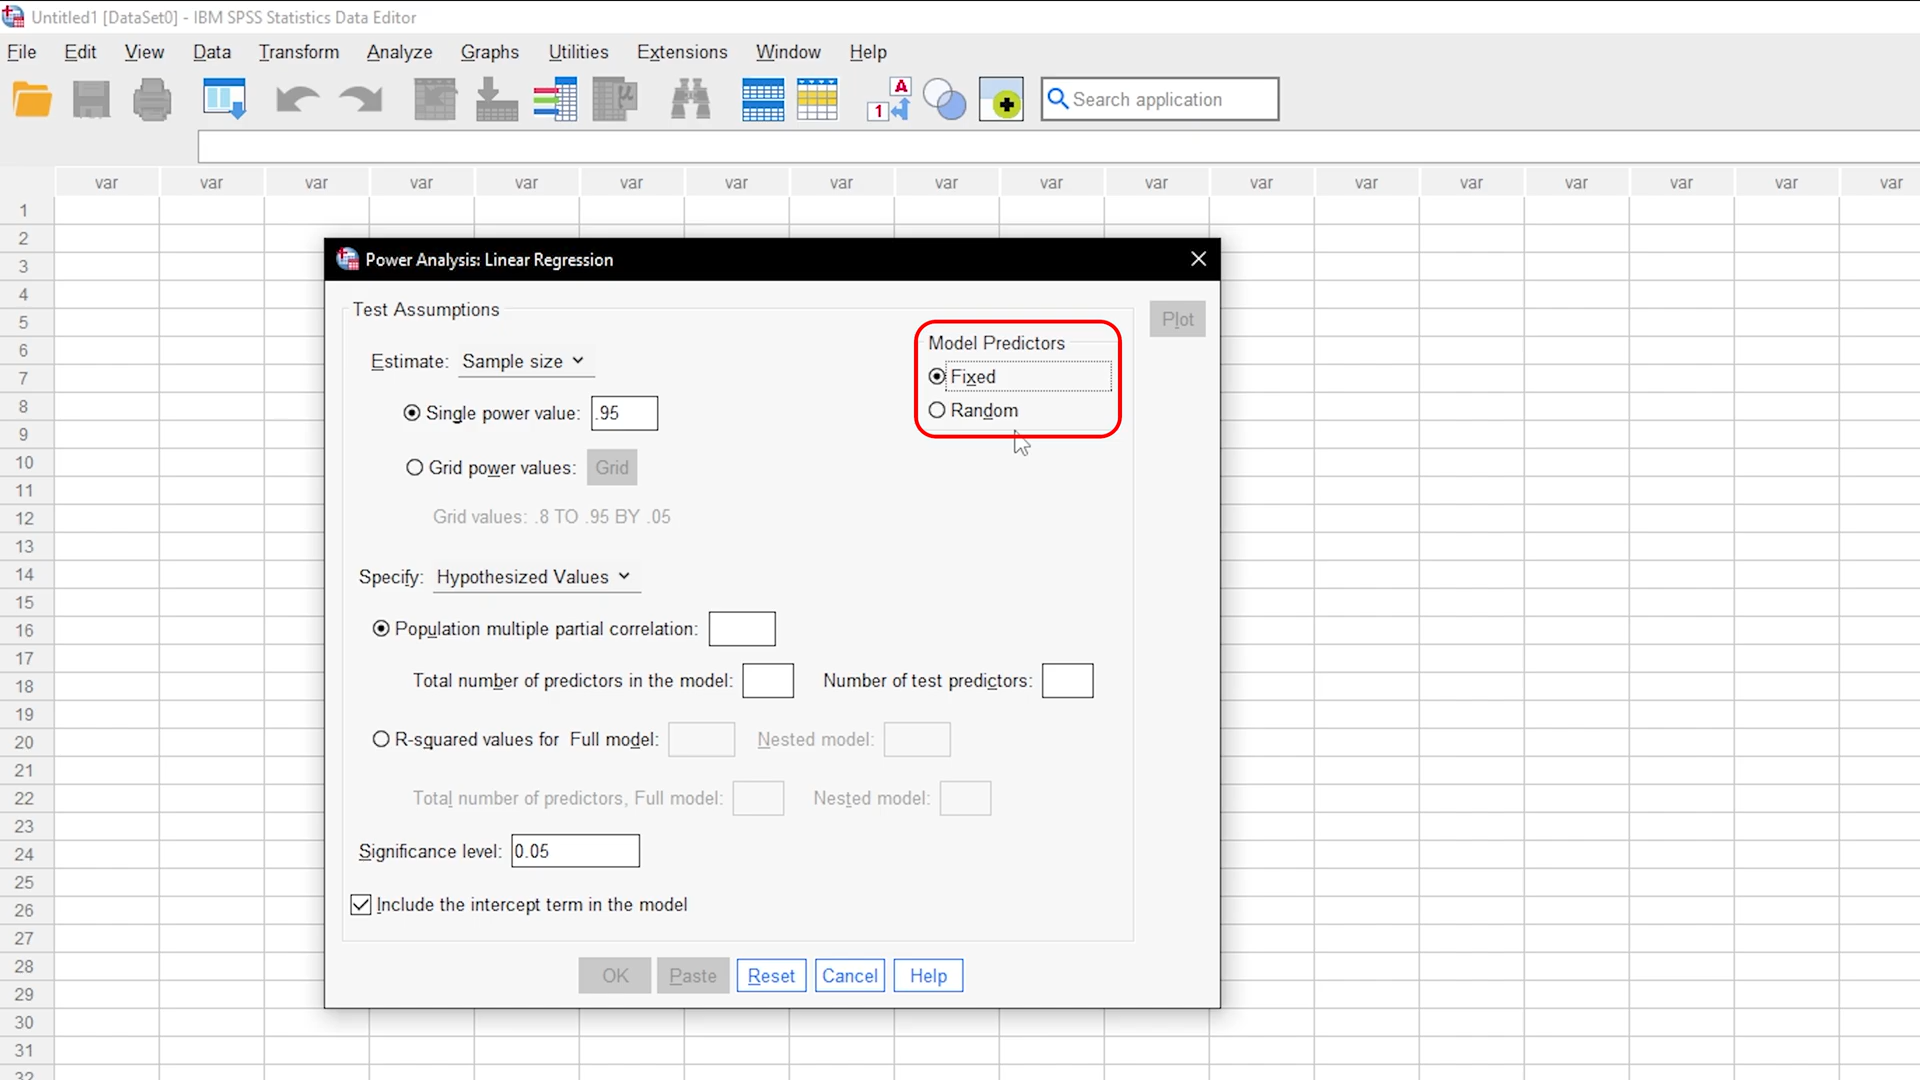 Untitled1 [DataSet0] - IBM SPSS Statistics Data Editor
File Edit View Data Transform Analyze Graphs Utilities Extensions Window Help
A
1
µ
Search application
var var var var var var var var var var var var var var var var var var
1
2
3
4
5
6
7
8
9
10
11
12
13
14
15
16
17
18
19
20
21
22
23
24
25
26
27
28
29
30
31
32
Power Analysis: Linear Regression
Test Assumptions
Plot
Model Predictors
Estimate: Sample size
Fixed
Single power value: .95
Random
Grid power values: Grid
Grid values: .8 TO .95 BY .05
Specify: Hypothesized Values
Population multiple partial correlation:
Total number of predictors in the model: Number of test predictors:
R-squared values for Full model: Nested model:
Total number of predictors, Full model: Nested model:
Significance level: 0.05
Include the intercept term in the model
OK Paste Reset Cancel Help